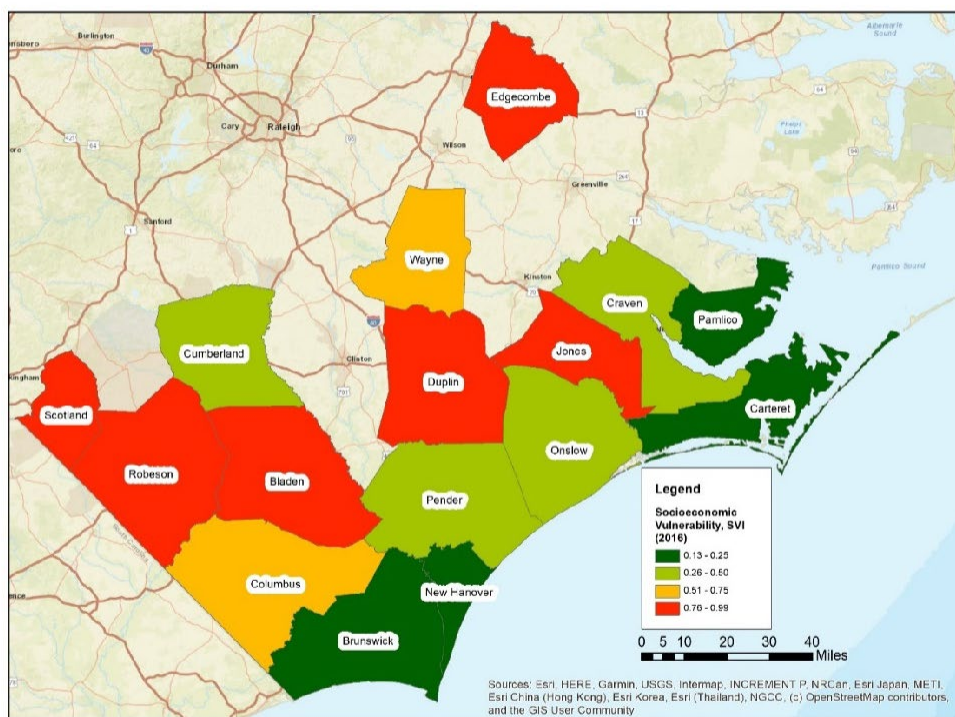 Burlington
Durham
Cary
Raleigh
Wilson
Edgecombe
Greenville
Albemarle
Sound
Sanford
Wayne
Kinston
Pamlico Sound
Craven
Pamlico
Cumberland
Clinton
Jones
Duplin
Scotland
Carteret
Robeson
Bladen
Onslow
Pender
Columbus
New Hanover
Brunswick
Legend
Socioeconomic
Vulnerability, SVI
(2016)
0.13 - 0.25
0.26 - 0.50
0.51 - 0.75
0.76 - 0.99
0 5 10 20 30 40
Miles
Sources: Esri, HERE, Garmin, USGS, Intermap, INCREMENT P, NRCan, Esri Japan, METI,
Esri China (Hong Kong), Esri Korea, Esri (Thailand), NGCC, (c) OpenStreetMap contributors,
and the GIS User Community